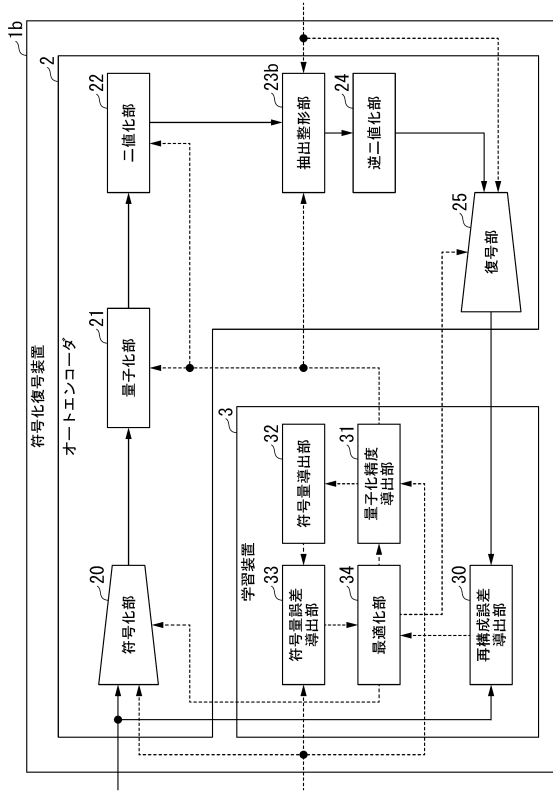 1b
符号化復号装置
2
オートエンコーダ
20
符号化部
21
量子化部
22
二値化部
3
学習装置
33
符号量誤差
導出部
32
符号量導出部
34
最適化部
31
量子化精度
導出部
23b
抽出整形部
24
逆二値化部
30
再構成誤差
導出部
25
復号部